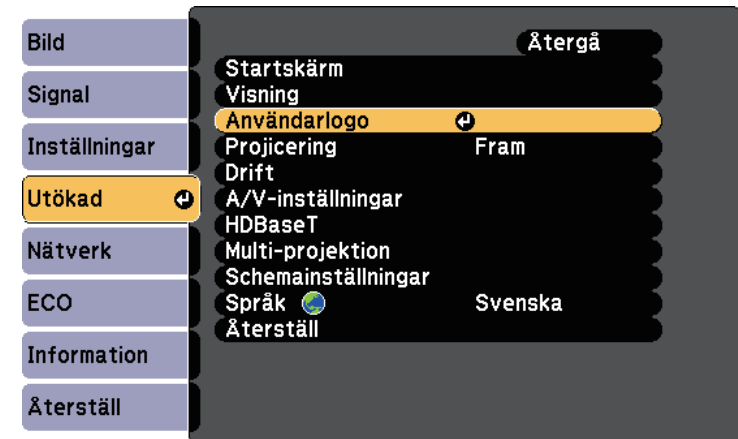 Bild
Signal
Inställningar
Utökad
Nätverk
ECO
Information
Återställ
Återgå
Startskärm
Visning
Användarlogo
Projicering Fram
Drift
A/V-inställningar
HDBaseT
Multi-projektion
Schemainställningar
Språk Svenska
Återställ